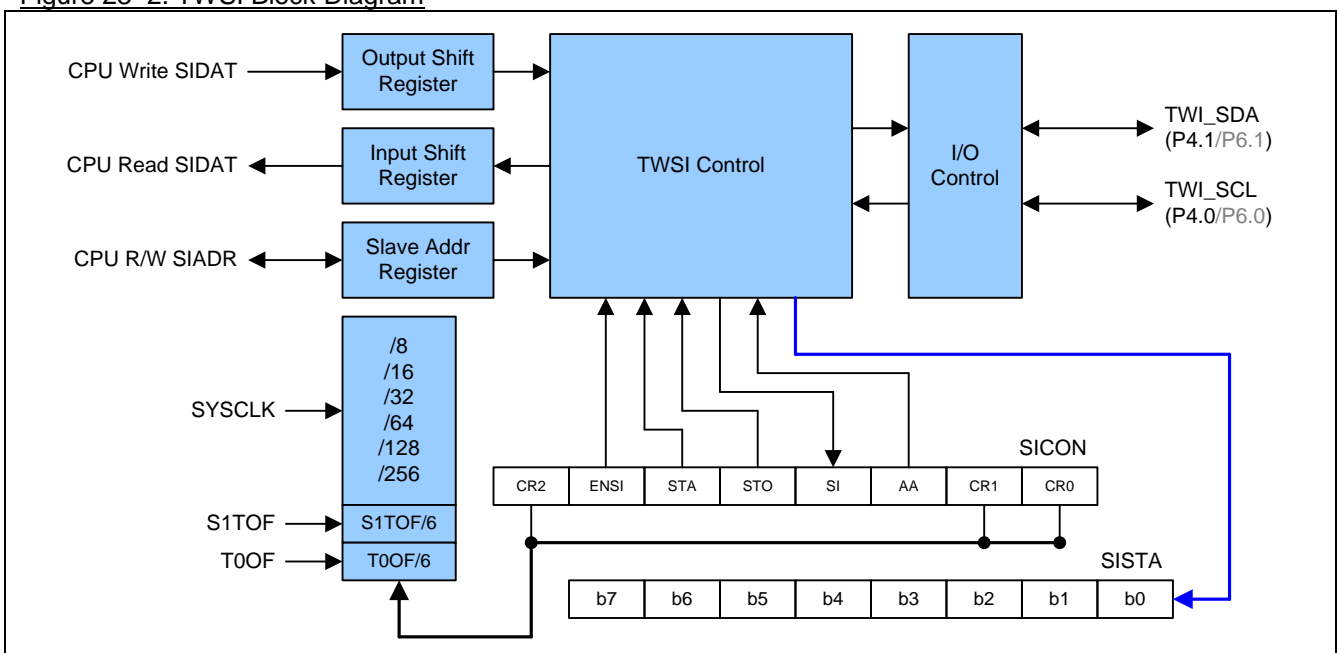 Figure 28-2. TWSI Block Diagram
CPU Write SIDAT
Output Shift
Register
CPU Read SIDAT
Input Shift
Register
CPU R/W SIADR
Slave Addr
Register
TWSI Control
I/O
Control
TWI_SDA
(P4.1/P6.1)
TWI_SCL
(P4.0/P6.0)
SYSCLK
/8
/16
/32
/64
/128
/256
S1TOF
S1TOF/6
T0OF
T0OF/6
SICON
CR2 ENSI STA STO SI AA CR1 CR0
SISTA
b7 b6 b5 b4 b3 b2 b1 b0